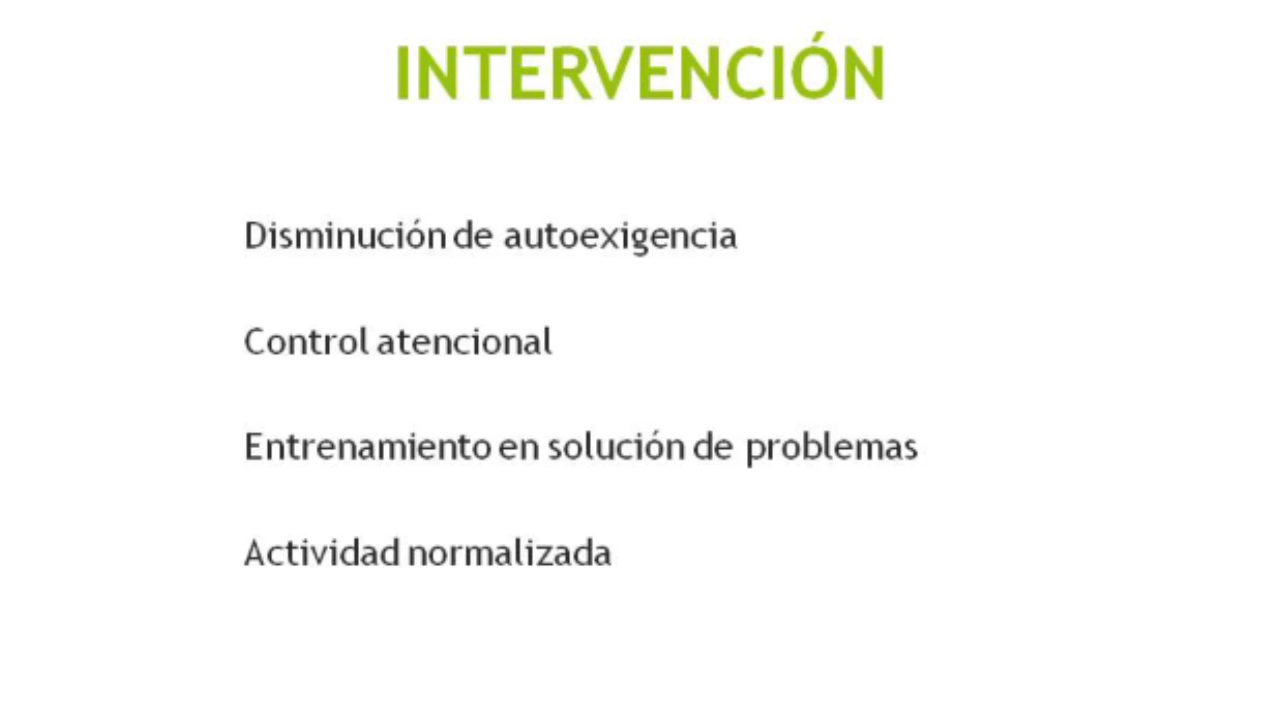 INTERVENCIÓN
Disminución de autoexigencia
Control atencional
Entrenamiento en solución de problemas
Actividad normalizada